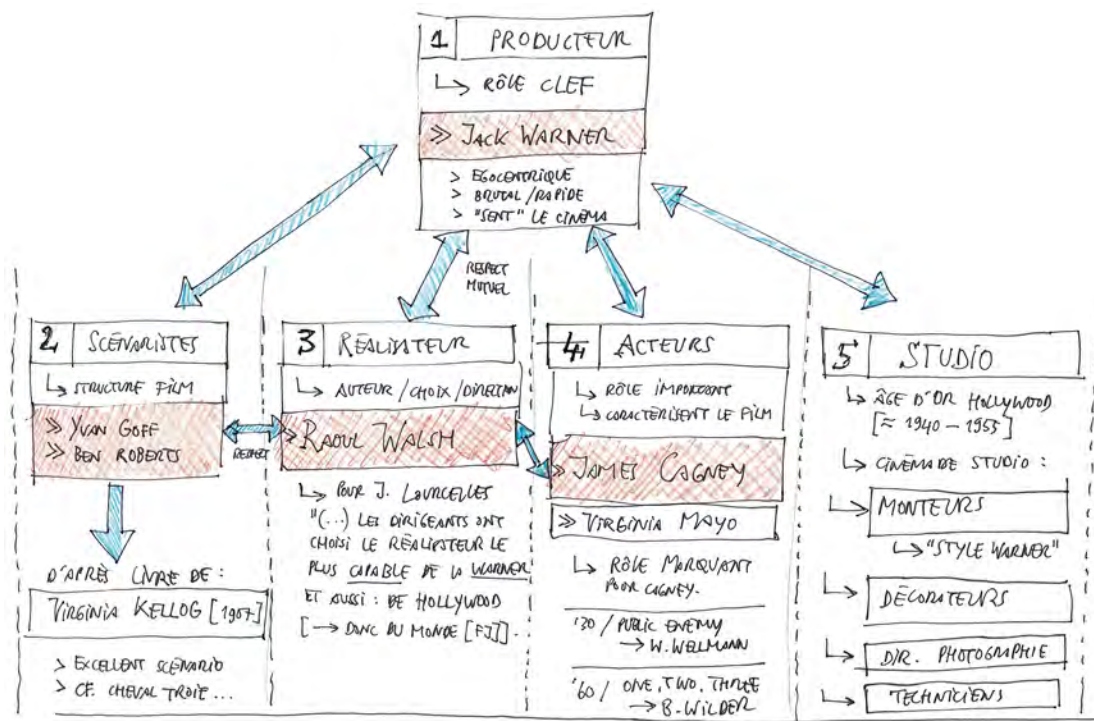 1 PRODUCTEUR
↳ RÔLE CLEF
>> JACK WARNER
> EGOCENTRIQUE
> BRUTAL/RAPIDE
> "SENT" LE CINÉMA
RESPECT
MUTUEL
2 SCÉNARISTES
↳ STRUCTURE FILM
>> YVAN GOFF
>> BEN ROBERTS
RESPECT
D'APRÈS LIVRE DE :
VIRGINIA KELLOG [1907]
> EXCELLENT SCÉNARIO
> CF. CHEVAL TROIE ...
3 RÉALISATEUR
↳ AUTEUR/CHOIX/DIRECTION
>> RAOUL WALSH
↳ POUR J. LOURCELLES
"(...) LES DIRIGEANTS ONT
CHOISI LE RÉALISATEUR LE
PLUS CAPABLE DE LA WARNER
ET AUSSI : DE HOLLYWOOD
[→ DONC DU MONDE [FJJ].
4 ACTEURS
↳ RÔLE IMPORTANT
↳ CARACTÉRISENT LE FILM
>> JAMES CAGNEY
>> VIRGINIA MAYO
↳ RÔLE MARQUANT
POUR CAGNEY.
'30 / PUBLIC ENEMY
→ W. WELLMANN
'60 / ONE, TWO, THREE
→ B. WILDER
5 STUDIO
↳ ÂGE D'OR HOLLYWOOD
[≈ 1940 – 1955]
↳ CINÉMA DE STUDIO :
↳ MONTEURS
↳ "STYLE WARNER"
↳ DÉCORATEURS
↳ DIR. PHOTOGRAPHIE
↳ TECHNICIENS